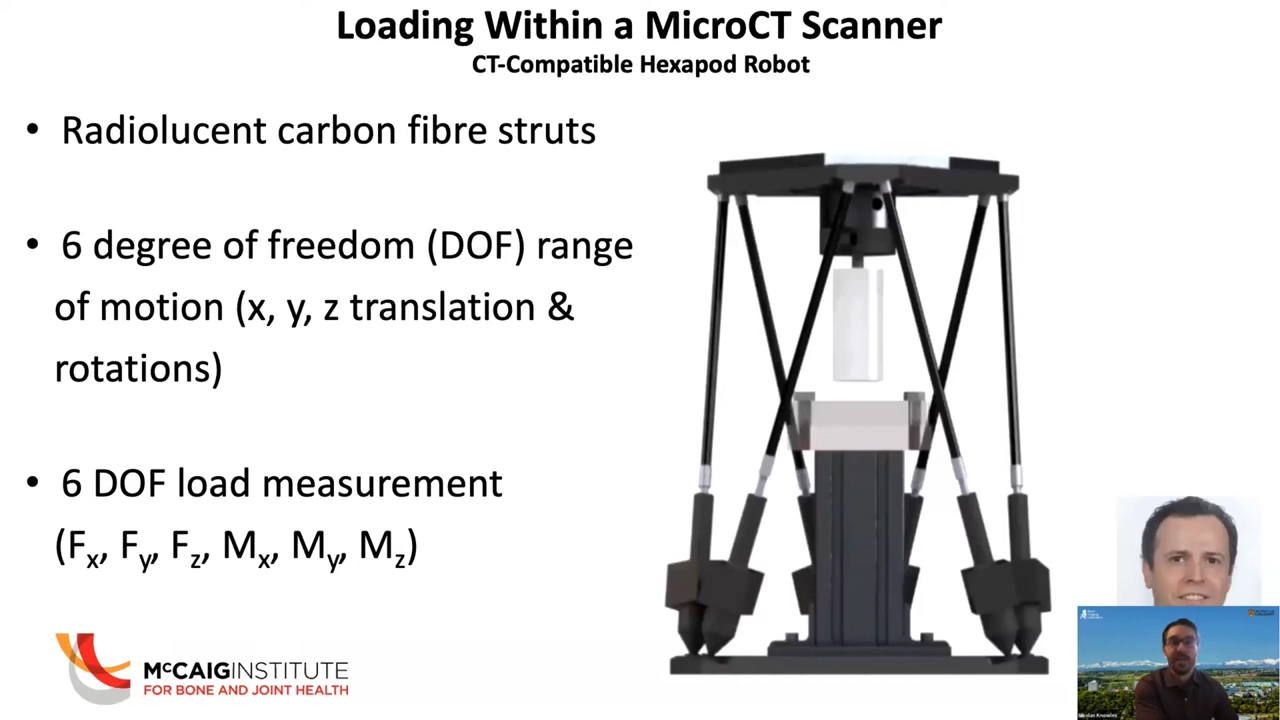 Loading Within a MicroCT Scanner
CT-Compatible Hexapod Robot
• Radiolucent carbon fibre struts
• 6 degree of freedom (DOF) range
of motion (x, y, z translation &
rotations)
• 6 DOF load measurement
(Fx, Fy, Fz, Mx, My, Mz)
McCAIG INSTITUTE
FOR BONE AND JOINT HEALTH
Nicolas Knowles